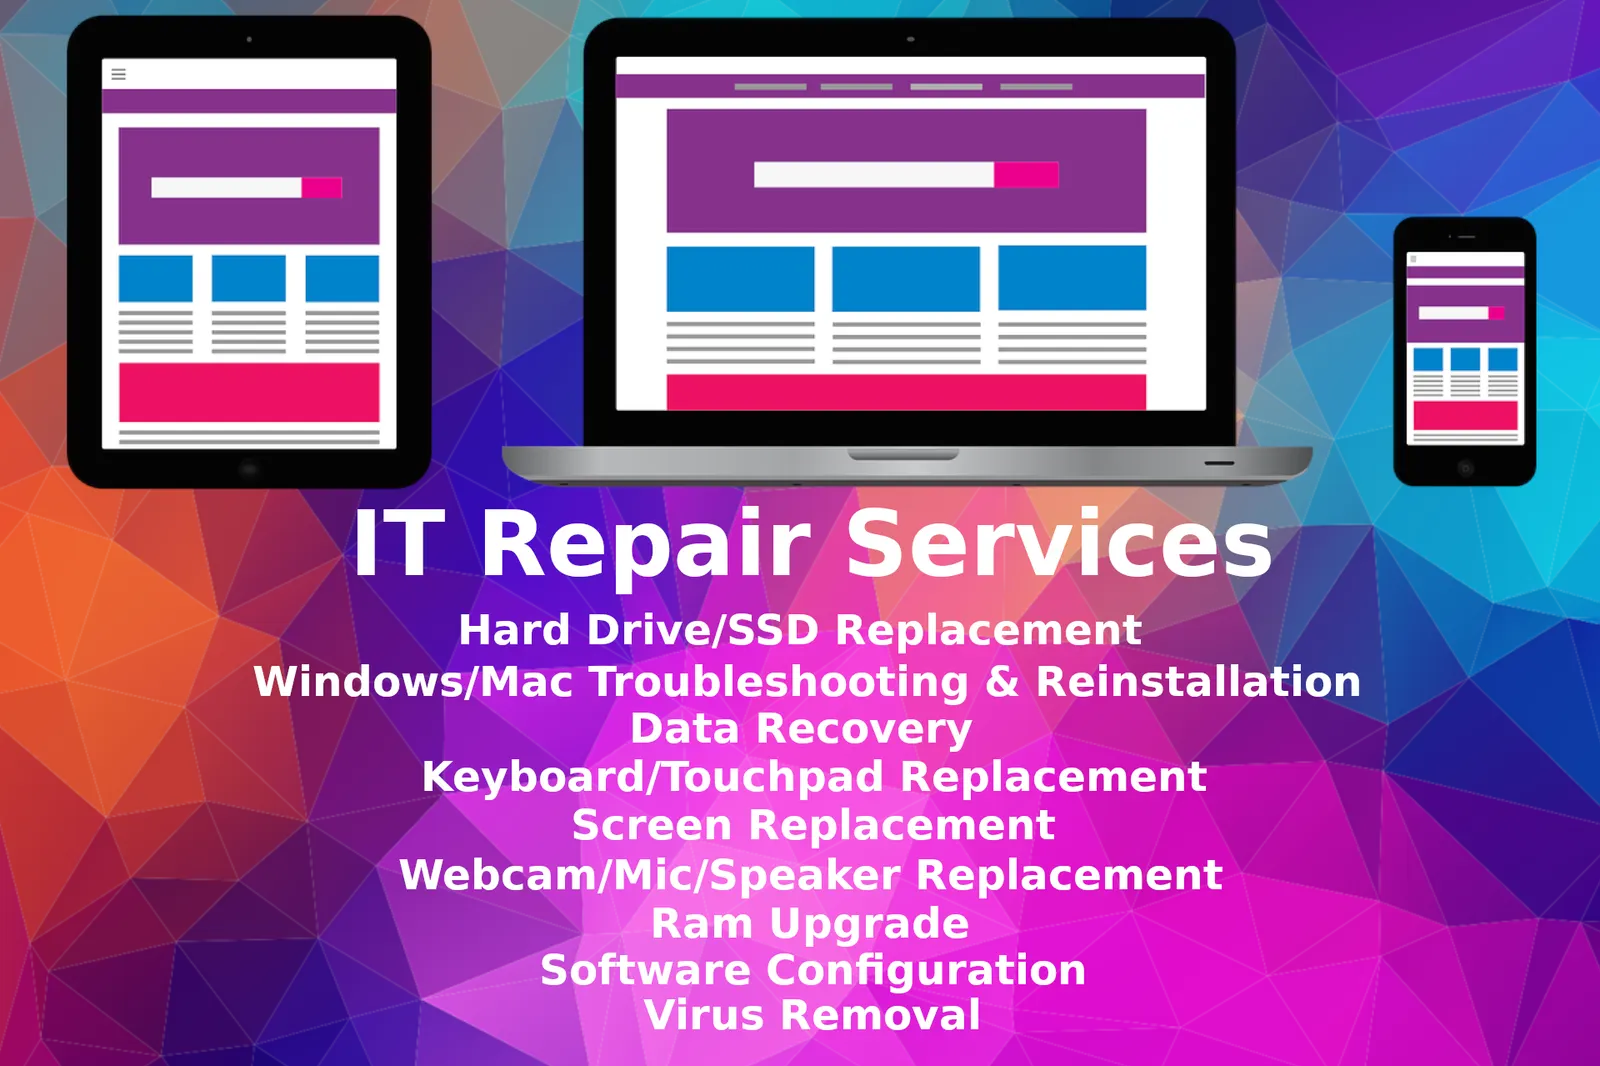 IT Repair Services
Hard Drive/SSD Replacement
Windows/Mac Troubleshooting & Reinstallation
Data Recovery
Keyboard/Touchpad Replacement
Screen Replacement
Webcam/Mic/Speaker Replacement
Ram Upgrade
Software Configuration
Virus Removal